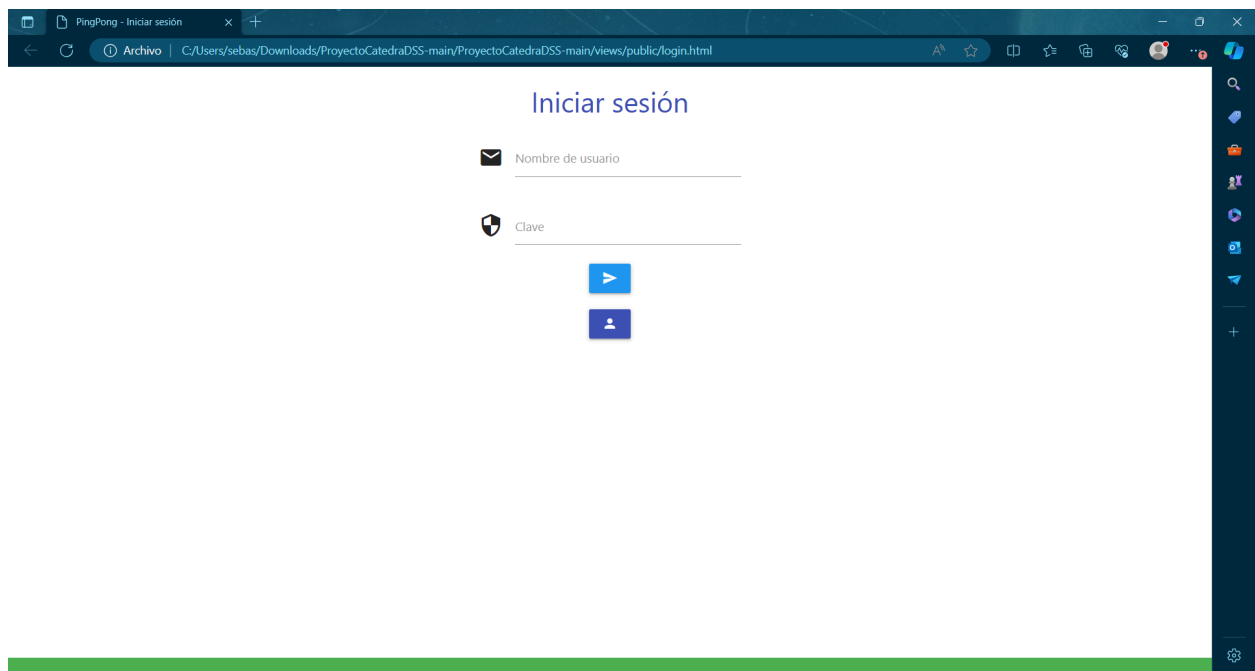 PingPong - Iniciar sesión
Archivo | C:/Users/sebas/Downloads/ProyectoCatedraDSS-main/ProyectoCatedraDSS-main/views/public/login.html
Iniciar sesión
Nombre de usuario
Clave